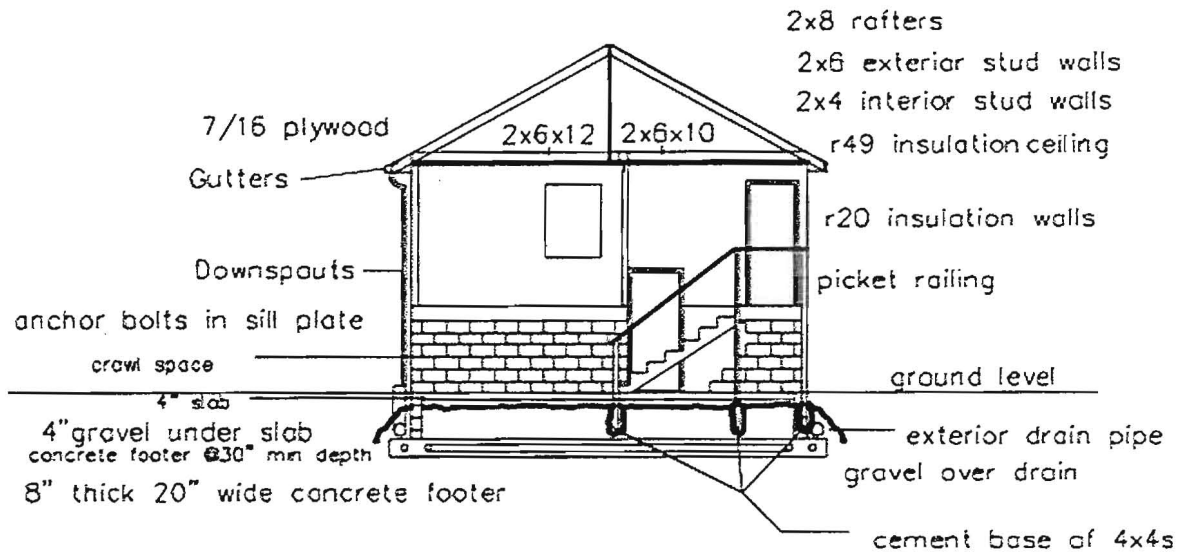 2x8 rafters
2x6 exterior stud walls
2x4 interior stud walls
7/16 plywood
2x6x12
2x6x10
r49 insulation ceiling
Gutters
r20 insulation walls
Downspouts
picket railing
anchor bolts in sill plate
crawl space
ground level
4" slab
4"gravel under slab
exterior drain pipe
concrete footer @30" min depth
gravel over drain
8" thick 20" wide concrete footer
cement base of 4x4s